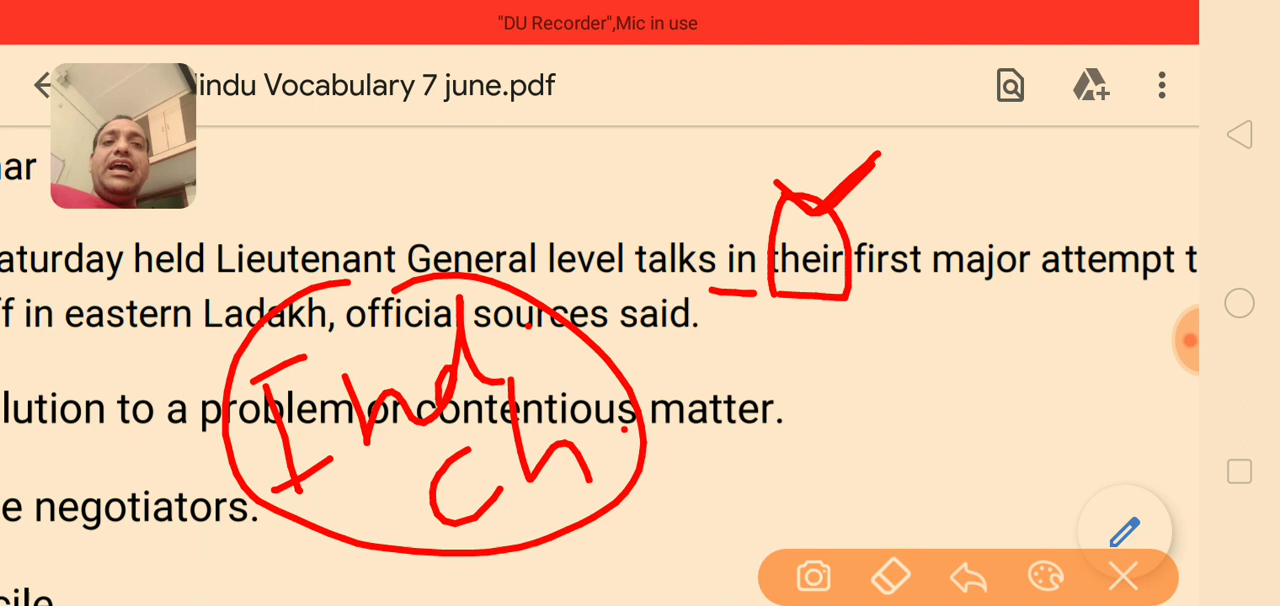 "DU Recorder",Mic in use
indu Vocabulary 7 june.pdf
ar
aturday held Lieutenant General level talks in their first major attempt t
f in eastern Ladakh, official sources said.
Ind
lution to a problem or contentious matter.
Ch
e negotiators.
cile